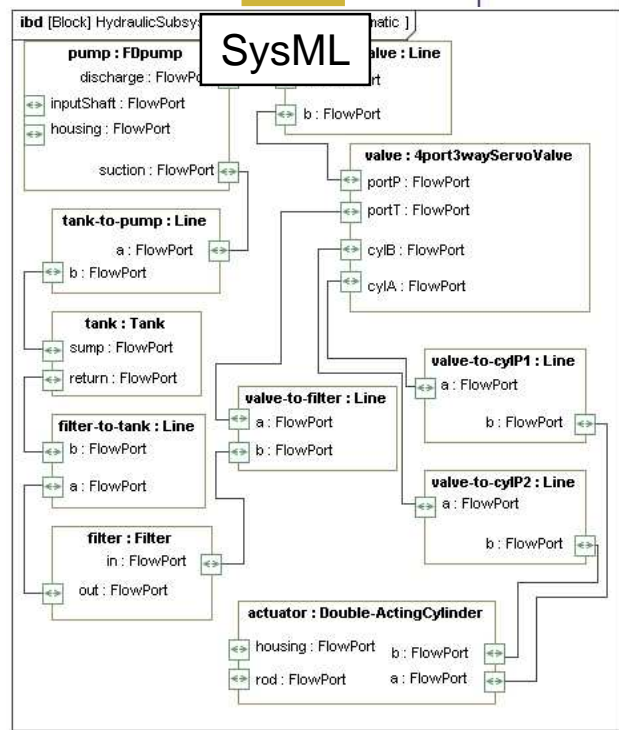 ibd [Block] HydraulicSubsy
matic ]
SysML
pump : FDpump
discharge : FlowPort
inputShaft : FlowPort
housing : FlowPort
suction : FlowPort
alve : Line
FlowPort
b : FlowPort
valve : 4port3wayServoValve
portP : FlowPort
portT : FlowPort
cylB : FlowPort
cylA : FlowPort
tank-to-pump : Line
a : FlowPort
b : FlowPort
tank : Tank
sump : FlowPort
return : FlowPort
filter-to-tank : Line
b : FlowPort
a : FlowPort
filter : Filter
in : FlowPort
out : FlowPort
valve-to-filter : Line
a : FlowPort
b : FlowPort
valve-to-cylP1 : Line
a : FlowPort
b : FlowPort
valve-to-cylP2 : Line
a : FlowPort
b : FlowPort
actuator : Double-ActingCylinder
housing : FlowPort
b : FlowPort
rod : FlowPort
a : FlowPort